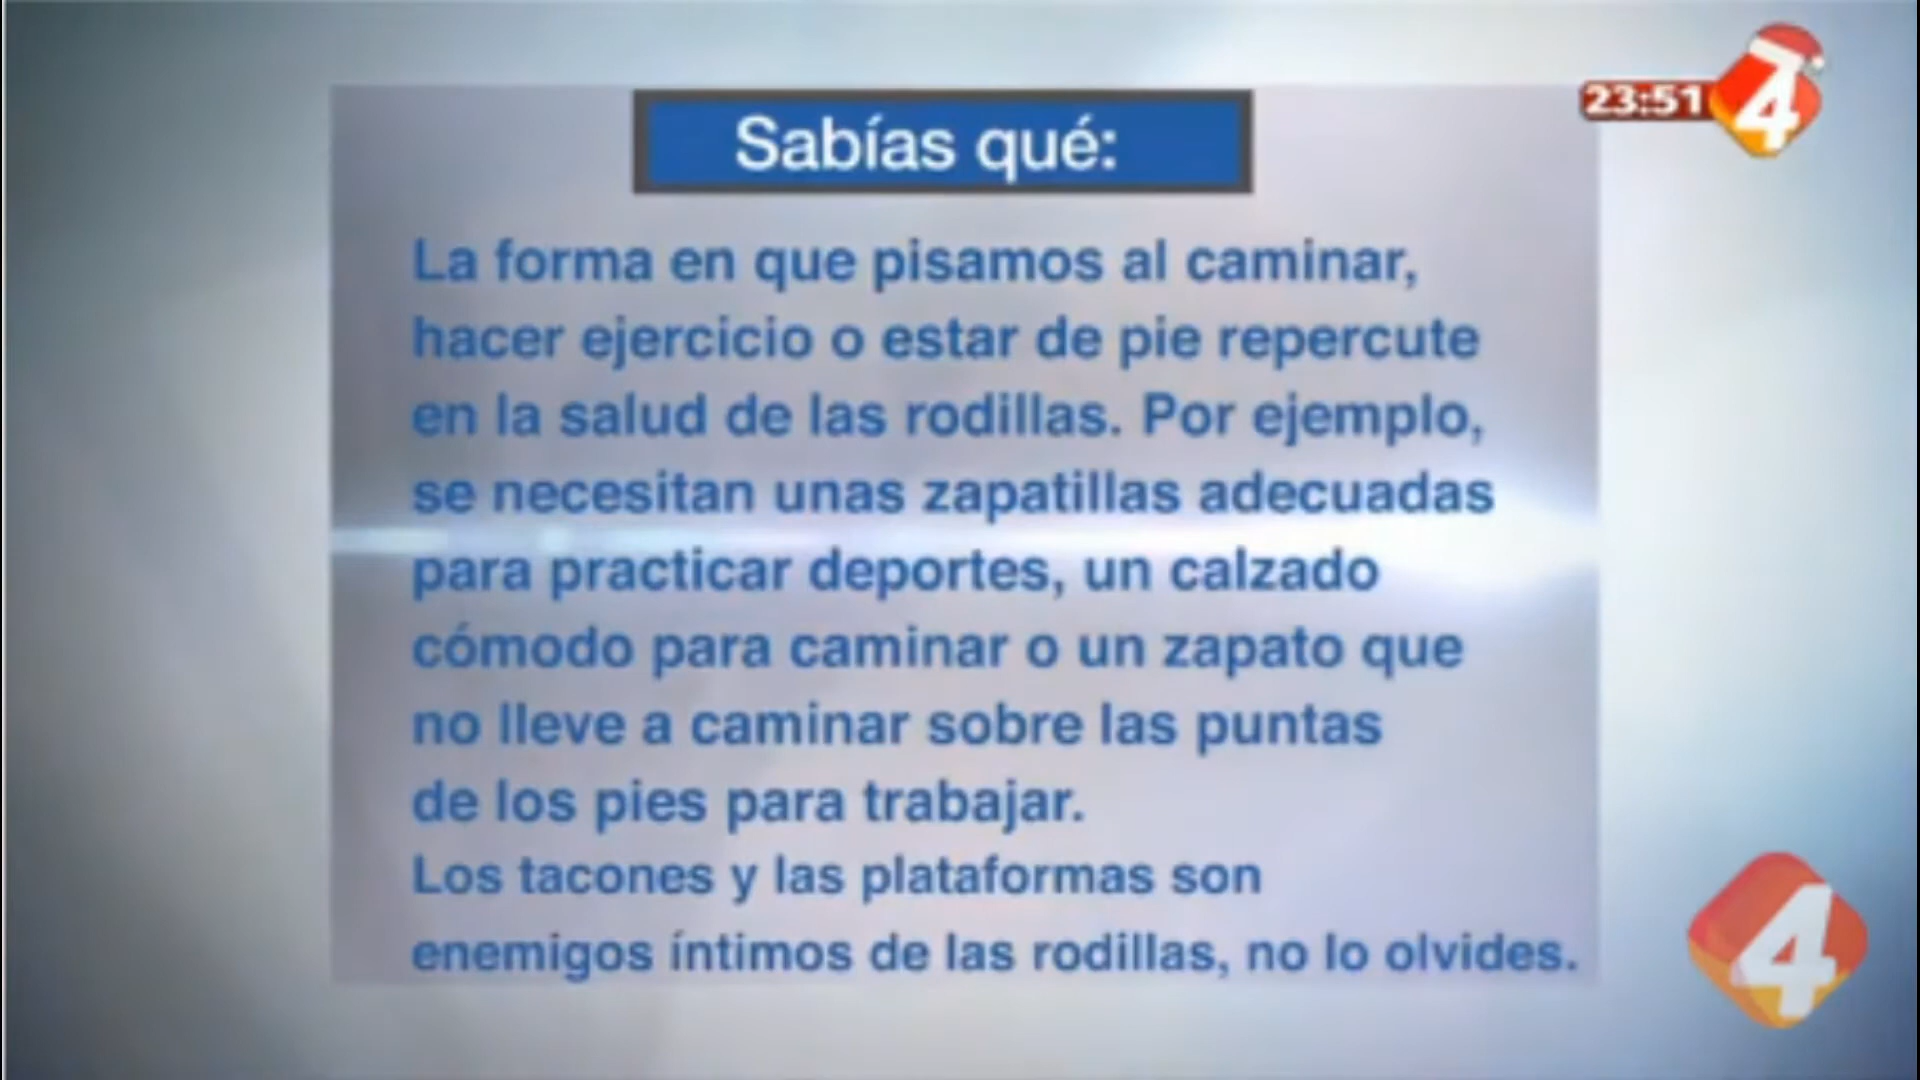 23:51
4
Sabías qué:
La forma en que pisamos al caminar,
hacer ejercicio o estar de pie repercute
en la salud de las rodillas. Por ejemplo,
se necesitan unas zapatillas adecuadas
para practicar deportes, un calzado
cómodo para caminar o un zapato que
no lleve a caminar sobre las puntas
de los pies para trabajar.
Los tacones y las plataformas son
enemigos íntimos de las rodillas, no lo olvides.
4